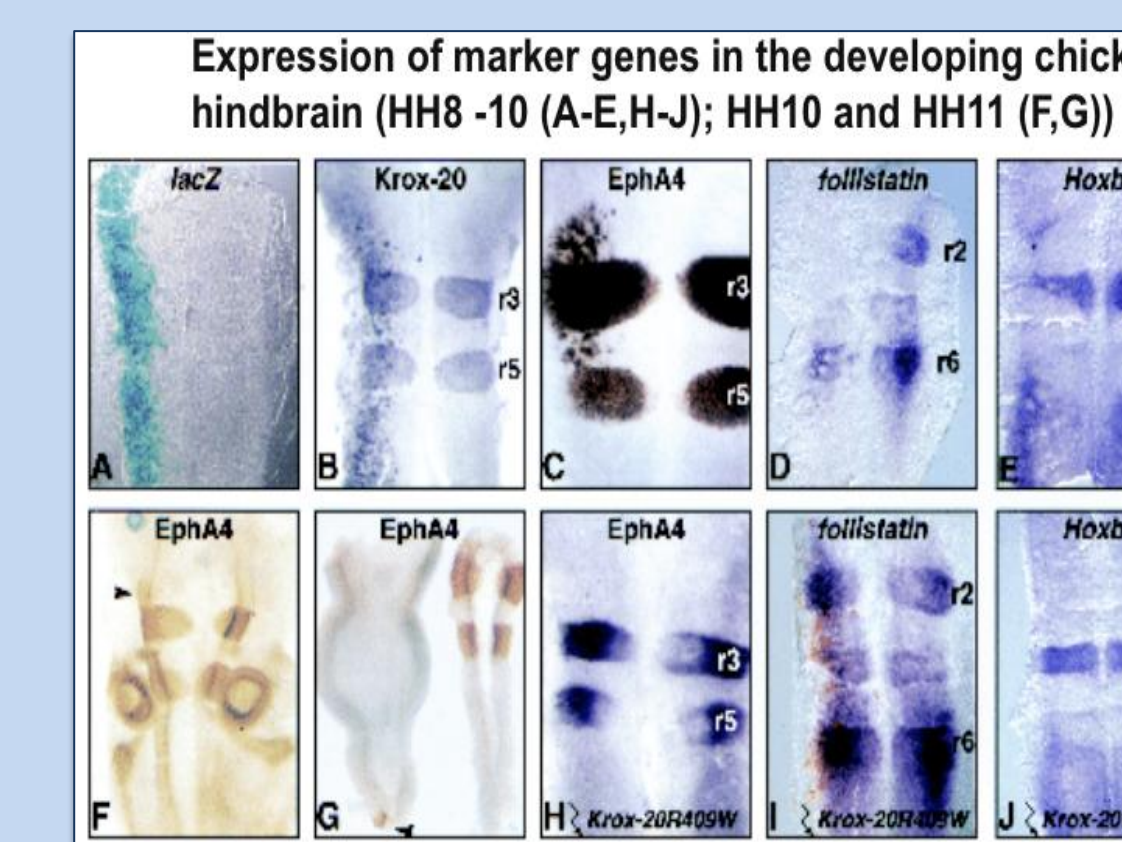 Expression of marker genes in the developing chick
hindbrain (HH8 -10 (A-E,H-J); HH10 and HH11 (F,G))
lacZ
A
Krox-20
r3
r5
B
EphA4
r3
r5
C
follistatin
r2
r6
D
Hoxb
E
EphA4
F
EphA4
G
EphA4
r3
r5
H Krox-20R409W
follistatin
r2
r6
I Krox-20R409W
Hoxb
J Krox-20